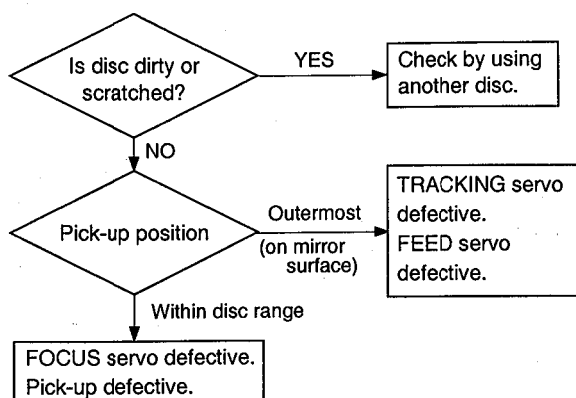 Is disc dirty or
scratched?
YES
Check by using
another disc.
NO
Pick-up position
Outermost
(on mirror
surface)
TRACKING servo
defective.
FEED servo
defective.
Within disc range
FOCUS servo defective.
Pick-up defective.